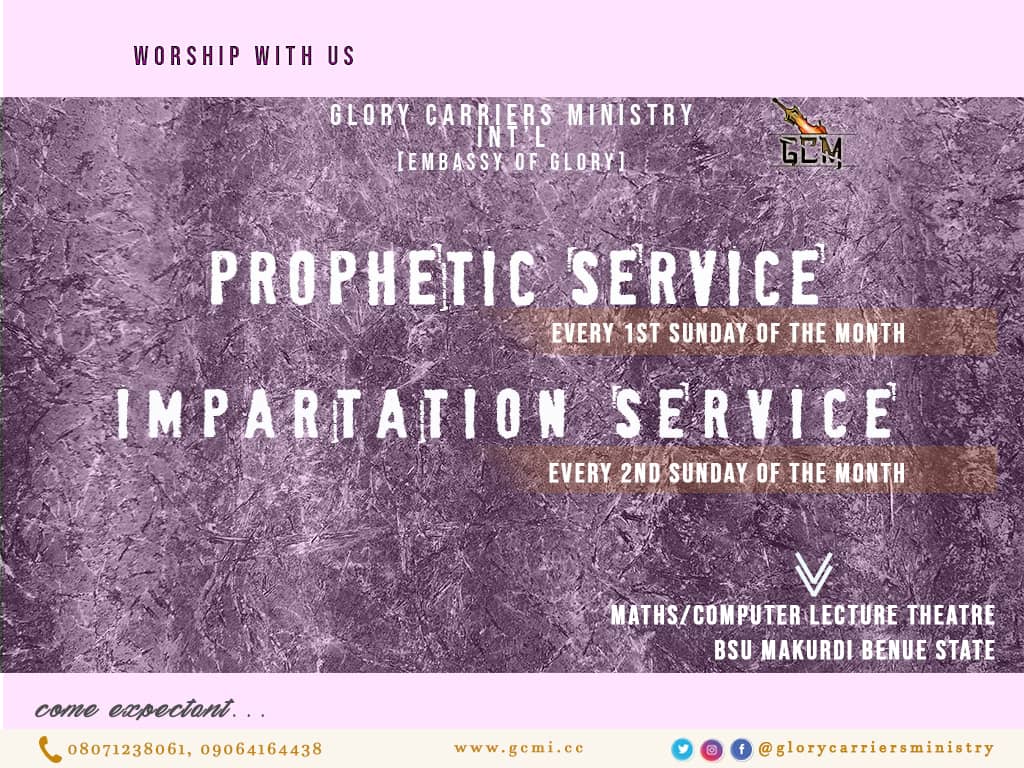 WORSHIP WITH US
GLORY CARRIERS MINISTRY
INT'L
[EMBASSY OF GLORY]
GCM
PROPHETIC SERVICE
EVERY 1ST SUNDAY OF THE MONTH
IMPARTATION SERVICE
EVERY 2ND SUNDAY OF THE MONTH
MATHS/COMPUTER LECTURE THEATRE
BSU MAKURDI BENUE STATE
come expectant...
08071238061, 09064164438
www.gcmi.cc
@glorycarriersministry